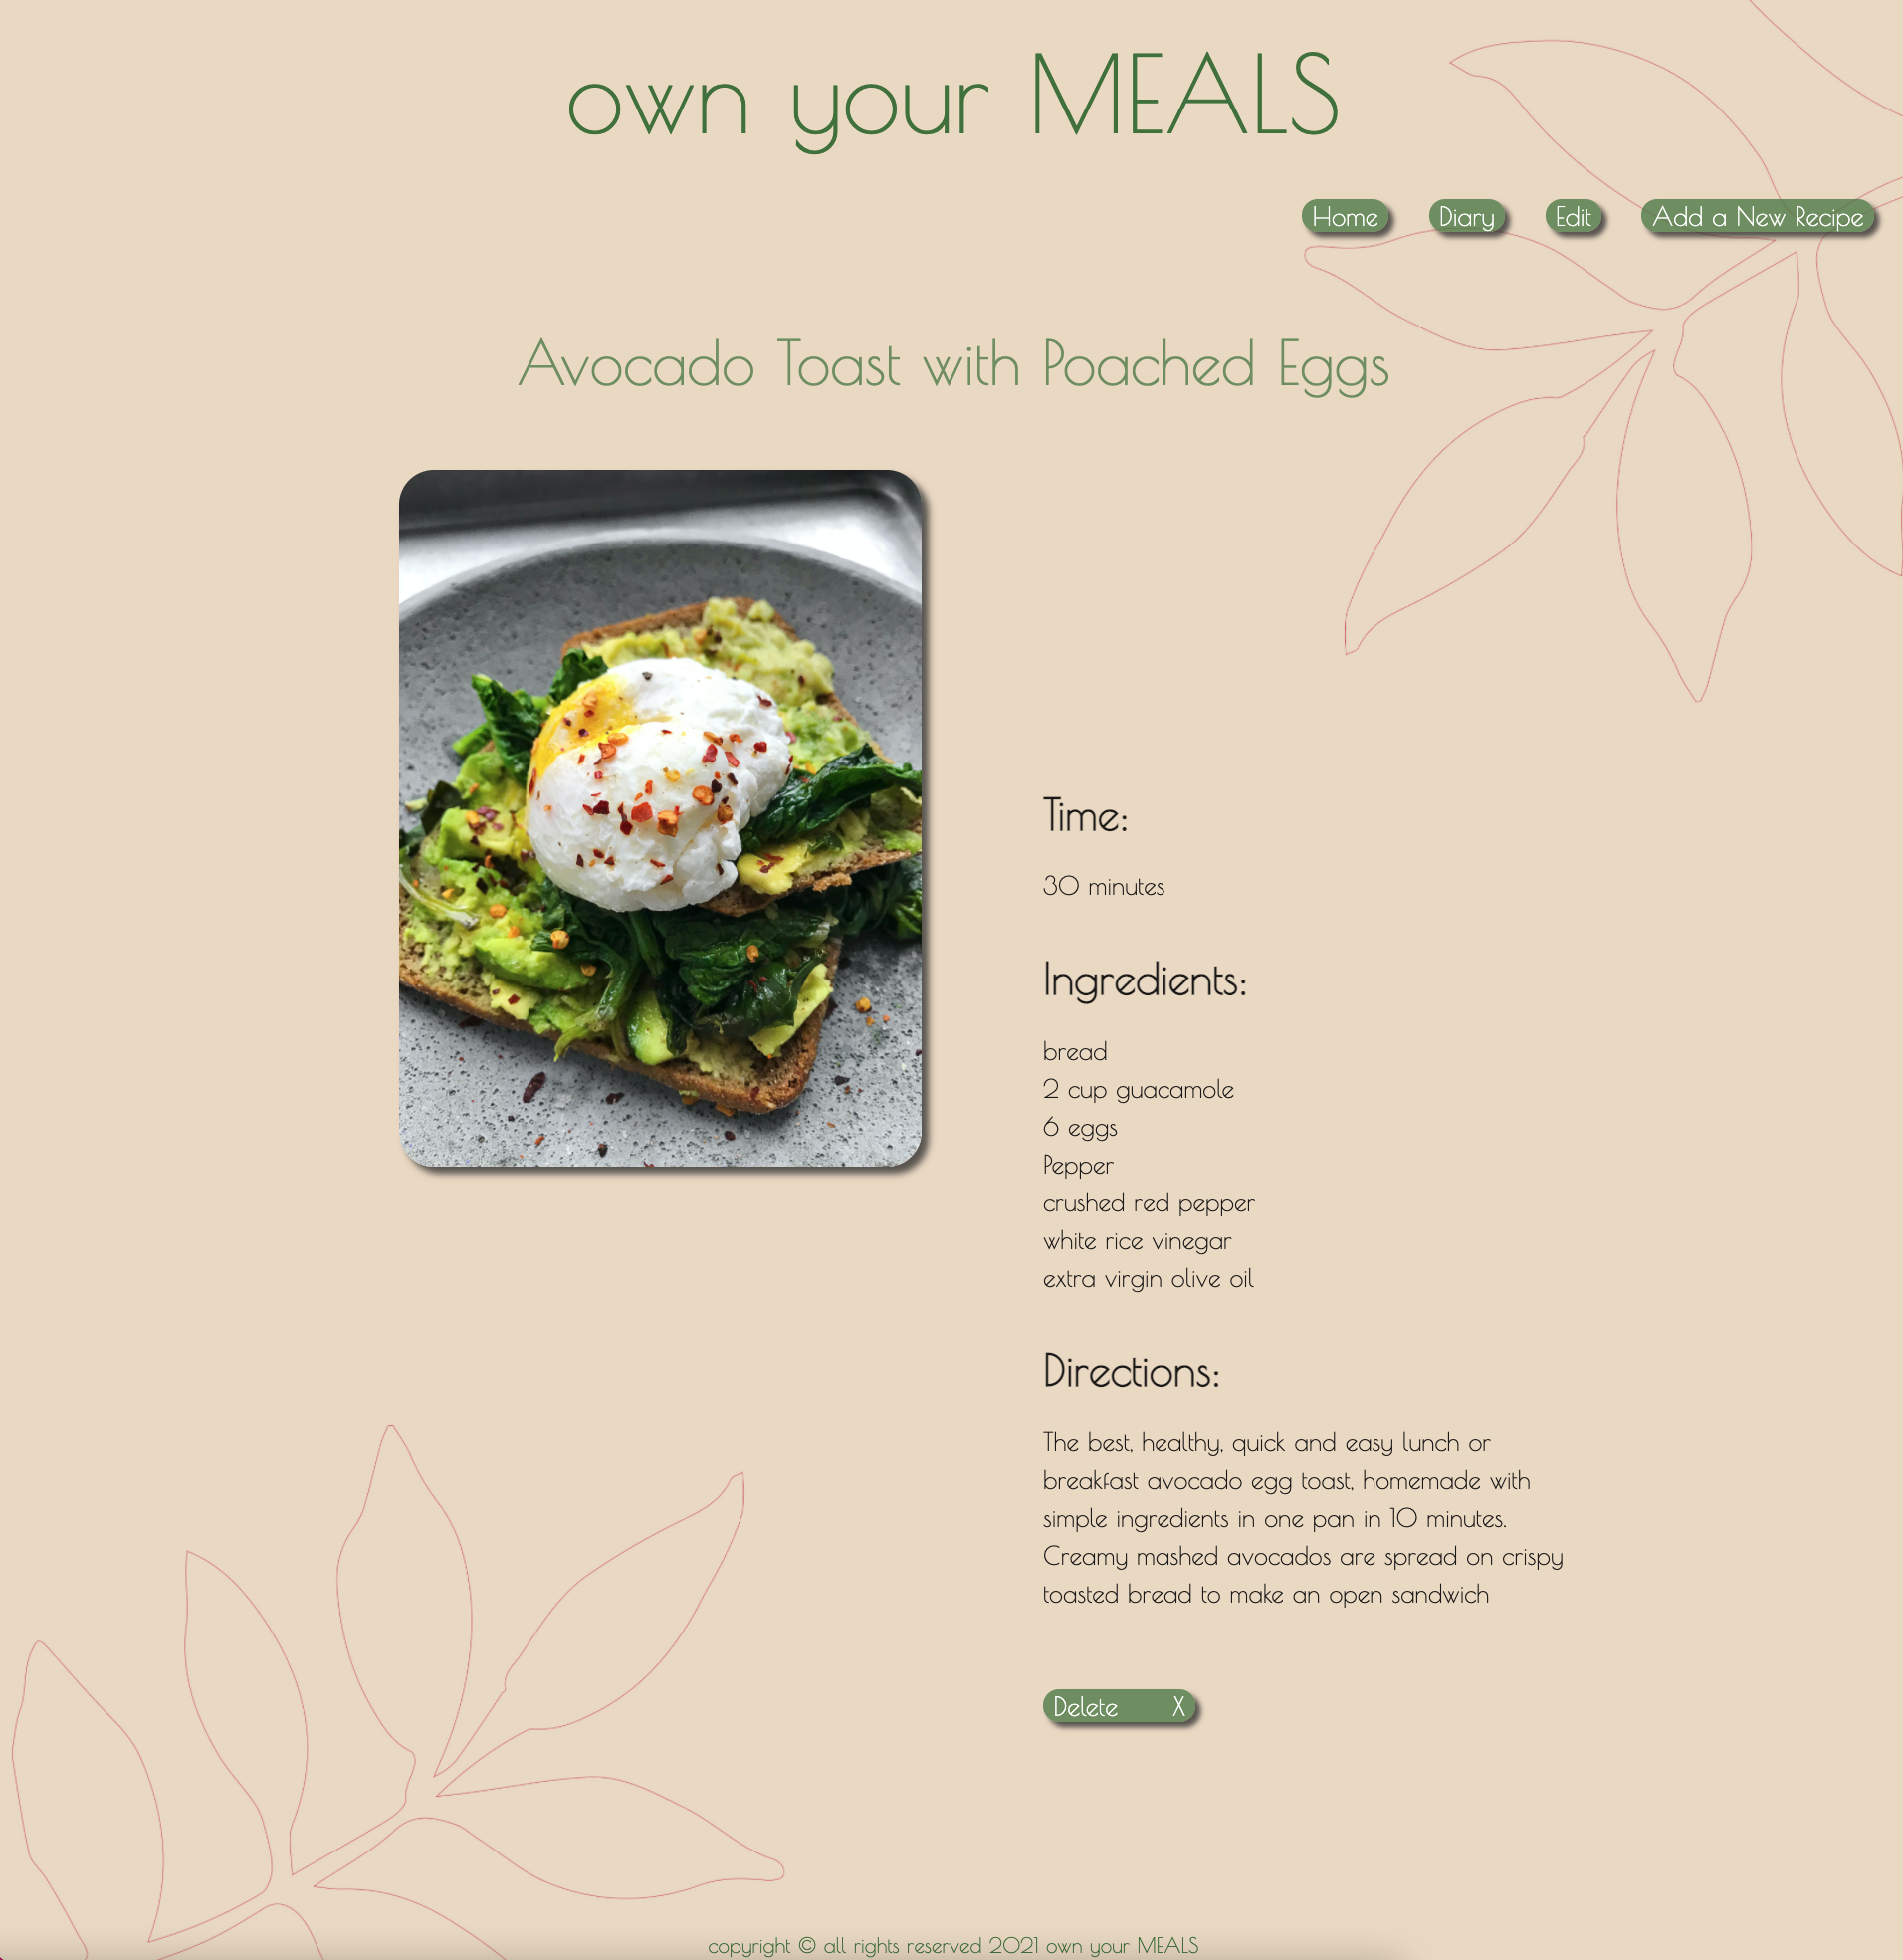 own your MEALS
Home
Diary
Edit
Add a New Recipe
Avocado Toast with Poached Eggs
Time:
30 minutes
Ingredients:
bread
2 cup guacamole
6 eggs
Pepper
crushed red pepper
white rice vinegar
extra virgin olive oil
Directions:
The best, healthy, quick and easy lunch or
breakfast avocado egg toast, homemade with
simple ingredients in one pan in 10 minutes.
Creamy mashed avocados are spread on crispy
toasted bread to make an open sandwich
Delete X
copyright © all rights reserved 2021 own your MEALS